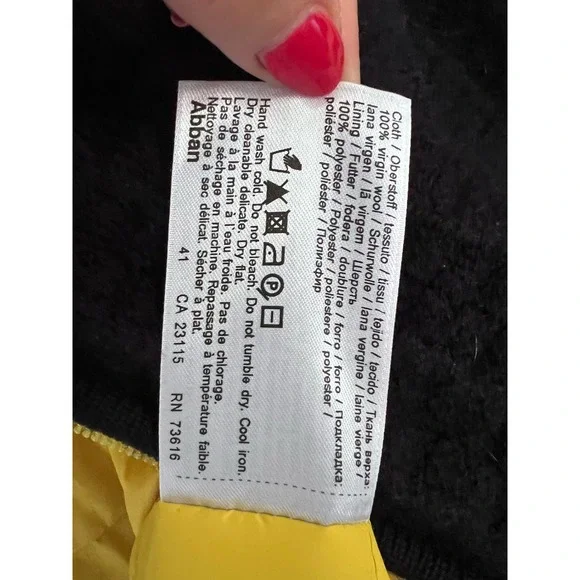 Cloth / Oberstoff / tessuto / tissu / tejido / tecido / Ткань верха:
100% virgin wool / Schurwolle / lana vergine / laine vierge /
lana virgen / lã virgem / Шерсть
Lining / Futter / fodera / doublure / forro / forro / Подкладка:
100% polyester / Polyester / poliestere / polyester /
poliéster / poliéster / Полиэфир
P
Hand wash cold. Do not bleach. Do not tumble dry. Cool iron.
Dry cleanable delicate. Dry flat.
Lavage à la main à l'eau froide. Pas de chlorage.
Pas de séchage en machine. Repassage à température faible.
Nettoyage à sec délicat. Sécher à plat.
Abban
41 CA 23115 RN 73616